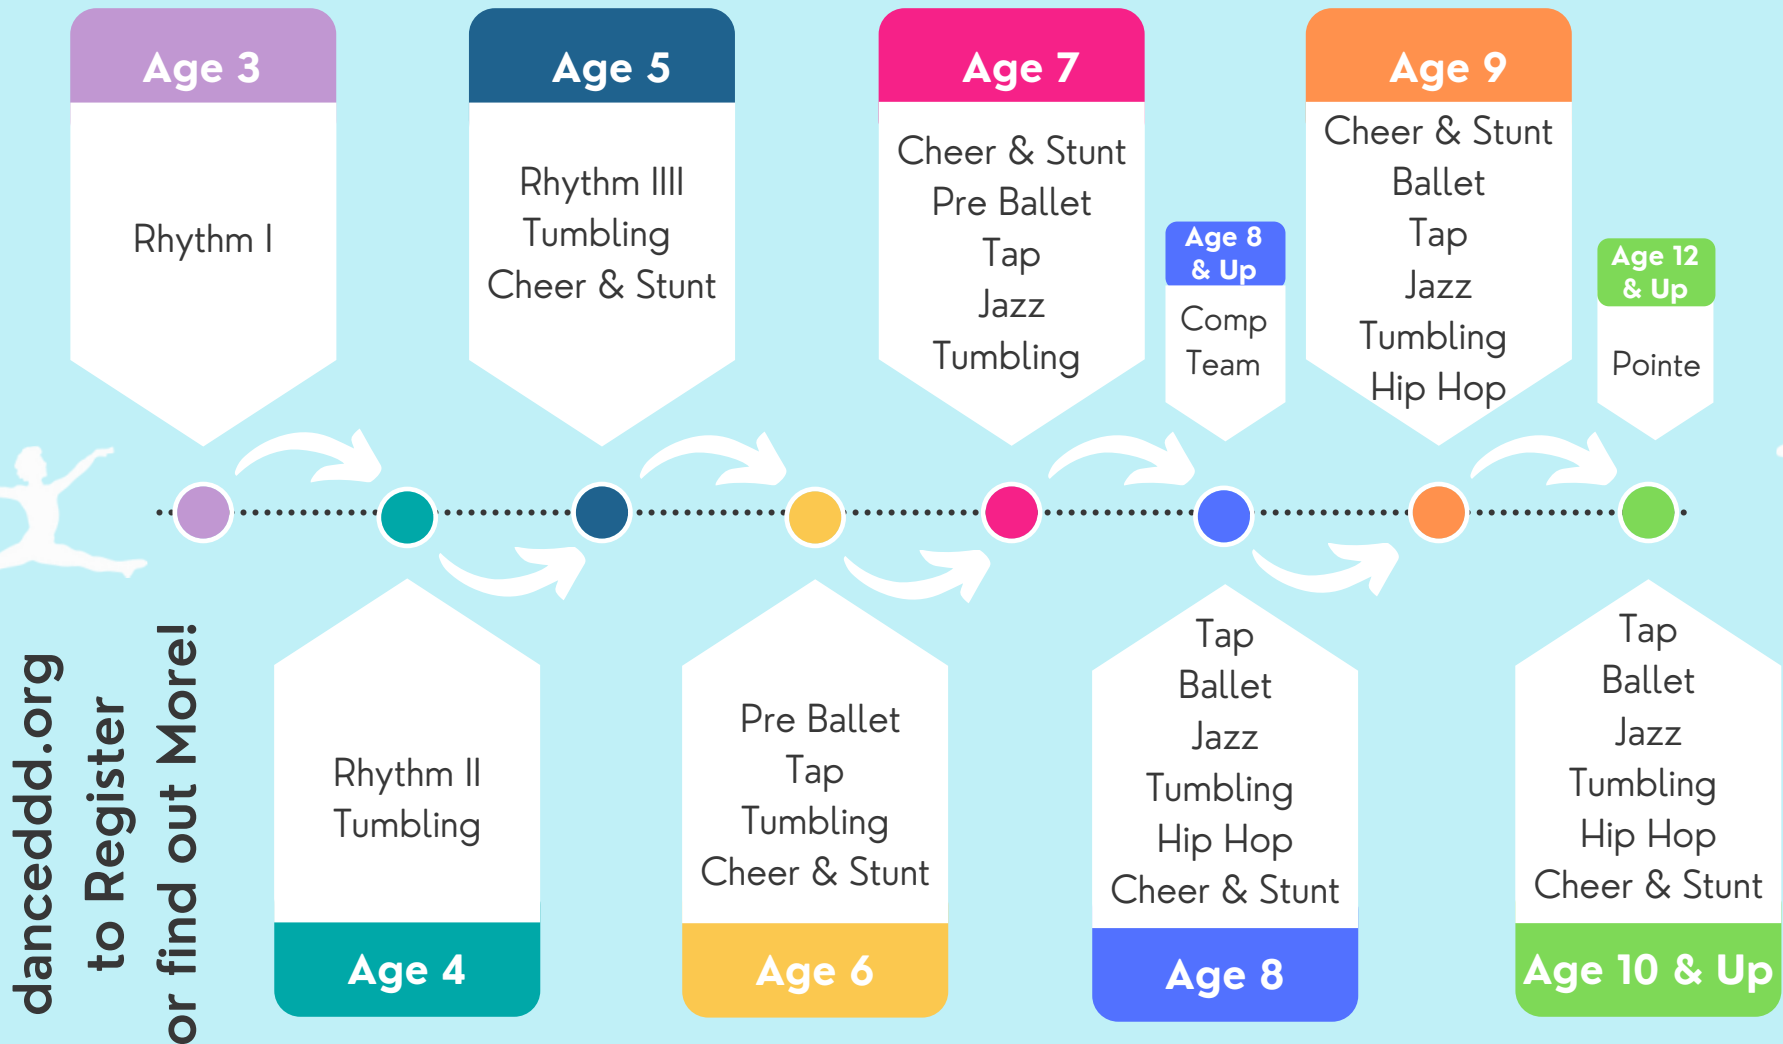 Age 3
Rhythm I
Age 5
Rhythm IIII
Tumbling
Cheer & Stunt
Age 7
Cheer & Stunt
Pre Ballet
Tap
Jazz
Tumbling
Age 8
& Up
Comp
Team
Age 9
Cheer & Stunt
Ballet
Tap
Jazz
Tumbling
Hip Hop
Age 12
& Up
Pointe
danceddd.org
to Register
or find out More!
Rhythm II
Tumbling
Age 4
Pre Ballet
Tap
Tumbling
Cheer & Stunt
Age 6
Tap
Ballet
Jazz
Tumbling
Hip Hop
Cheer & Stunt
Age 8
Tap
Ballet
Jazz
Tumbling
Hip Hop
Cheer & Stunt
Age 10 & Up